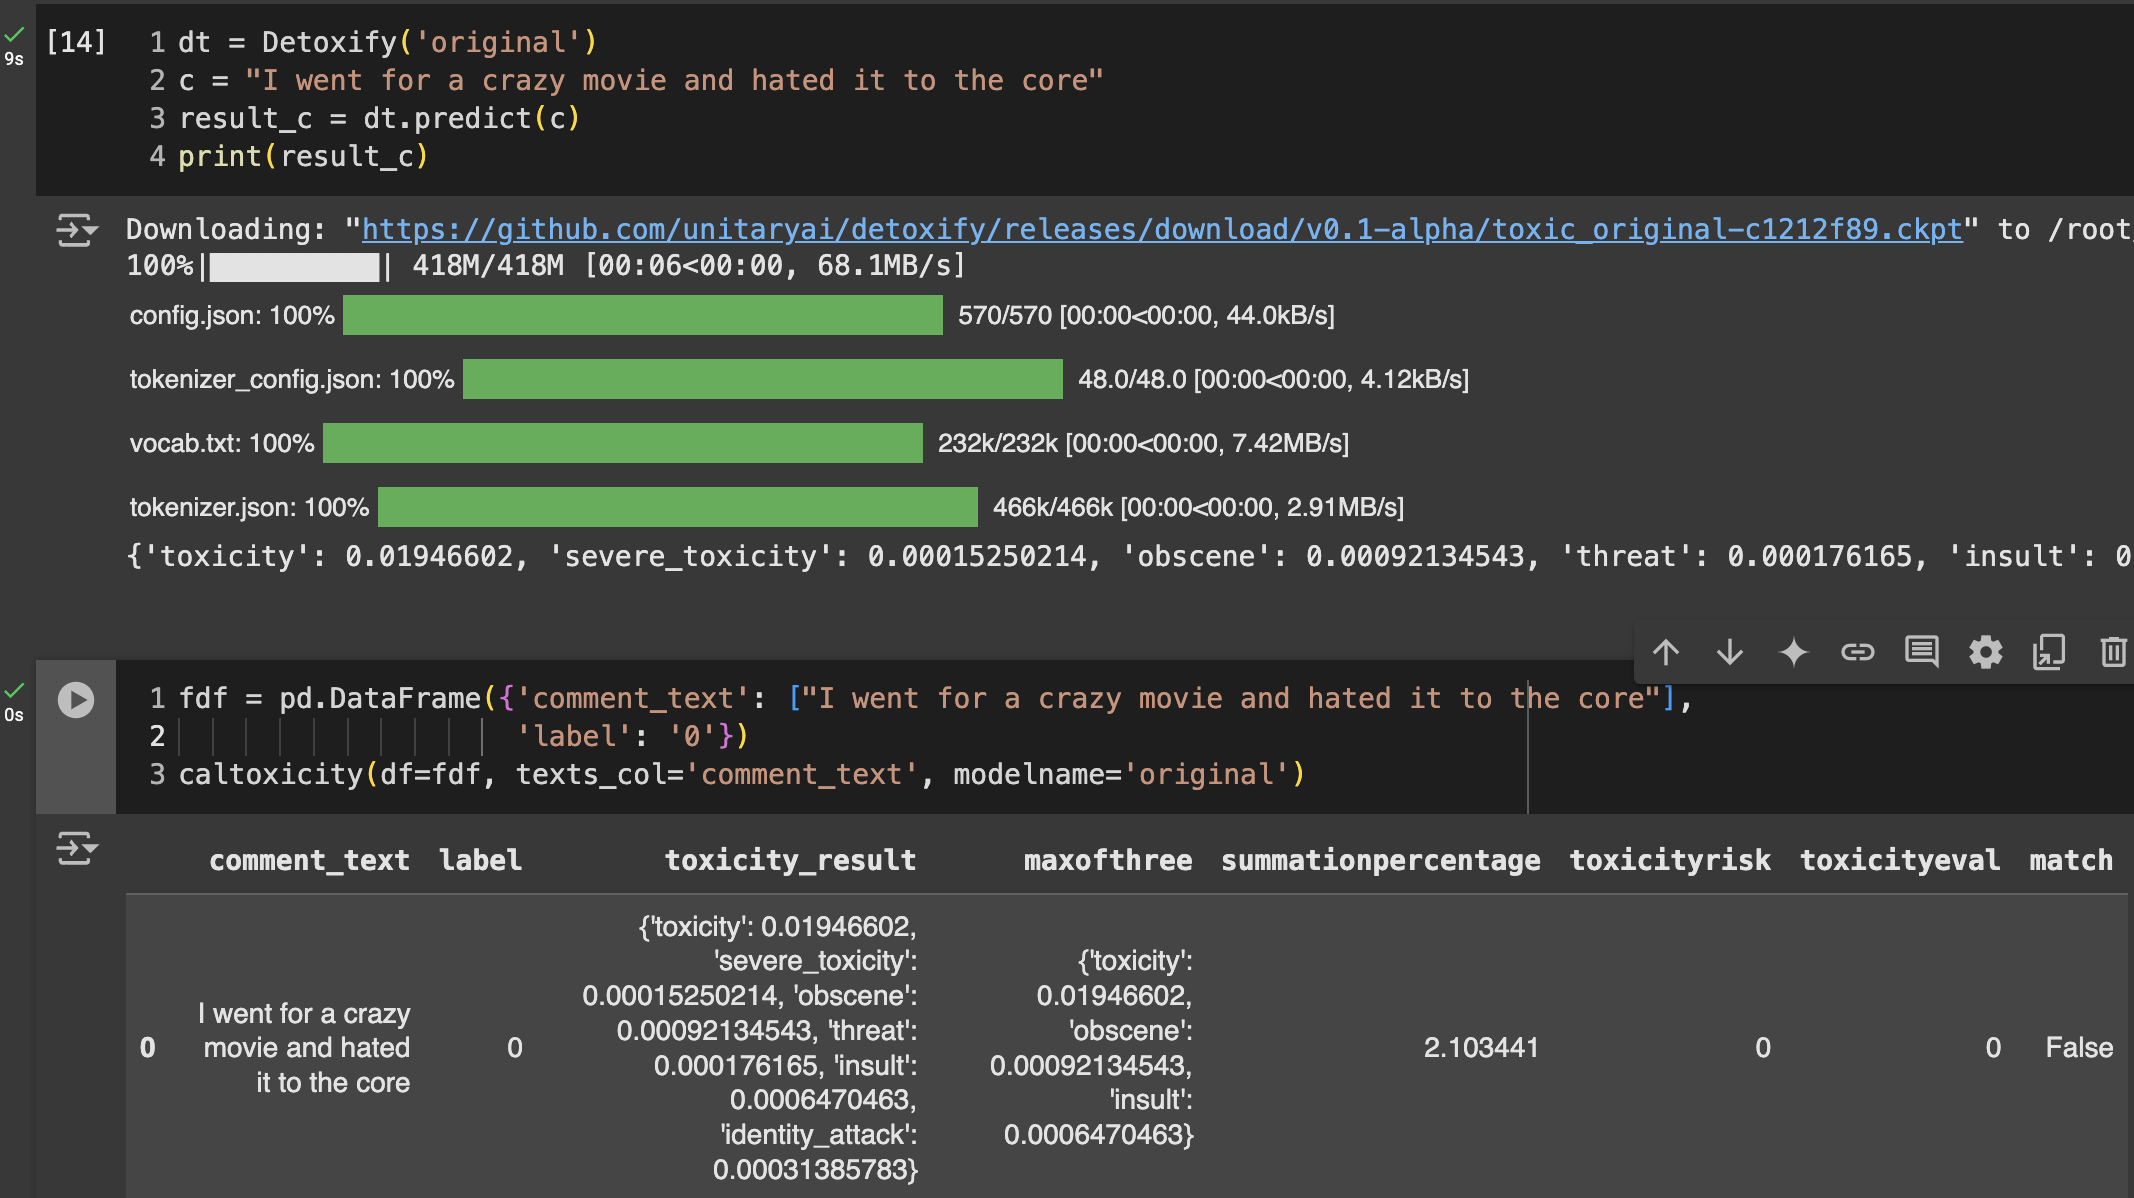 [14] 1 dt = Detoxify('original')
9s 2 c = "I went for a crazy movie and hated it to the core"
3 result_c = dt.predict(c)
4 print(result_c)
Downloading: "https://github.com/unitaryai/detoxify/releases/download/v0.1-alpha/toxic_original-c1212f89.ckpt" to /root
100%| | 418M/418M [00:06<00:00, 68.1MB/s]
config.json: 100% 570/570 [00:00<00:00, 44.0kB/s]
tokenizer_config.json: 100% 48.0/48.0 [00:00<00:00, 4.12kB/s]
vocab.txt: 100% 232k/232k [00:00<00:00, 7.42MB/s]
tokenizer.json: 100% 466k/466k [00:00<00:00, 2.91MB/s]
{'toxicity': 0.01946602, 'severe_toxicity': 0.00015250214, 'obscene': 0.00092134543, 'threat': 0.000176165, 'insult': 0
1 fdf = pd.DataFrame({'comment_text': ["I went for a crazy movie and hated it to the core"],
0s 2 'label': '0'})
3 caltoxicity(df=fdf, texts_col='comment_text', modelname='original')
comment_text label toxicity_result maxofthree summationpercentage toxicityrisk toxicityeval match
{'toxicity': 0.01946602,
'severe_toxicity': {'toxicity':
0.00015250214, 'obscene': 0.01946602,
I went for a crazy 0.00092134543, 'threat': 'obscene':
0 movie and hated 0 0.000176165, 'insult': 0.00092134543, 2.103441 0 0 False
it to the core 0.0006470463, 'insult':
'identity_attack': 0.0006470463}
0.00031385783}